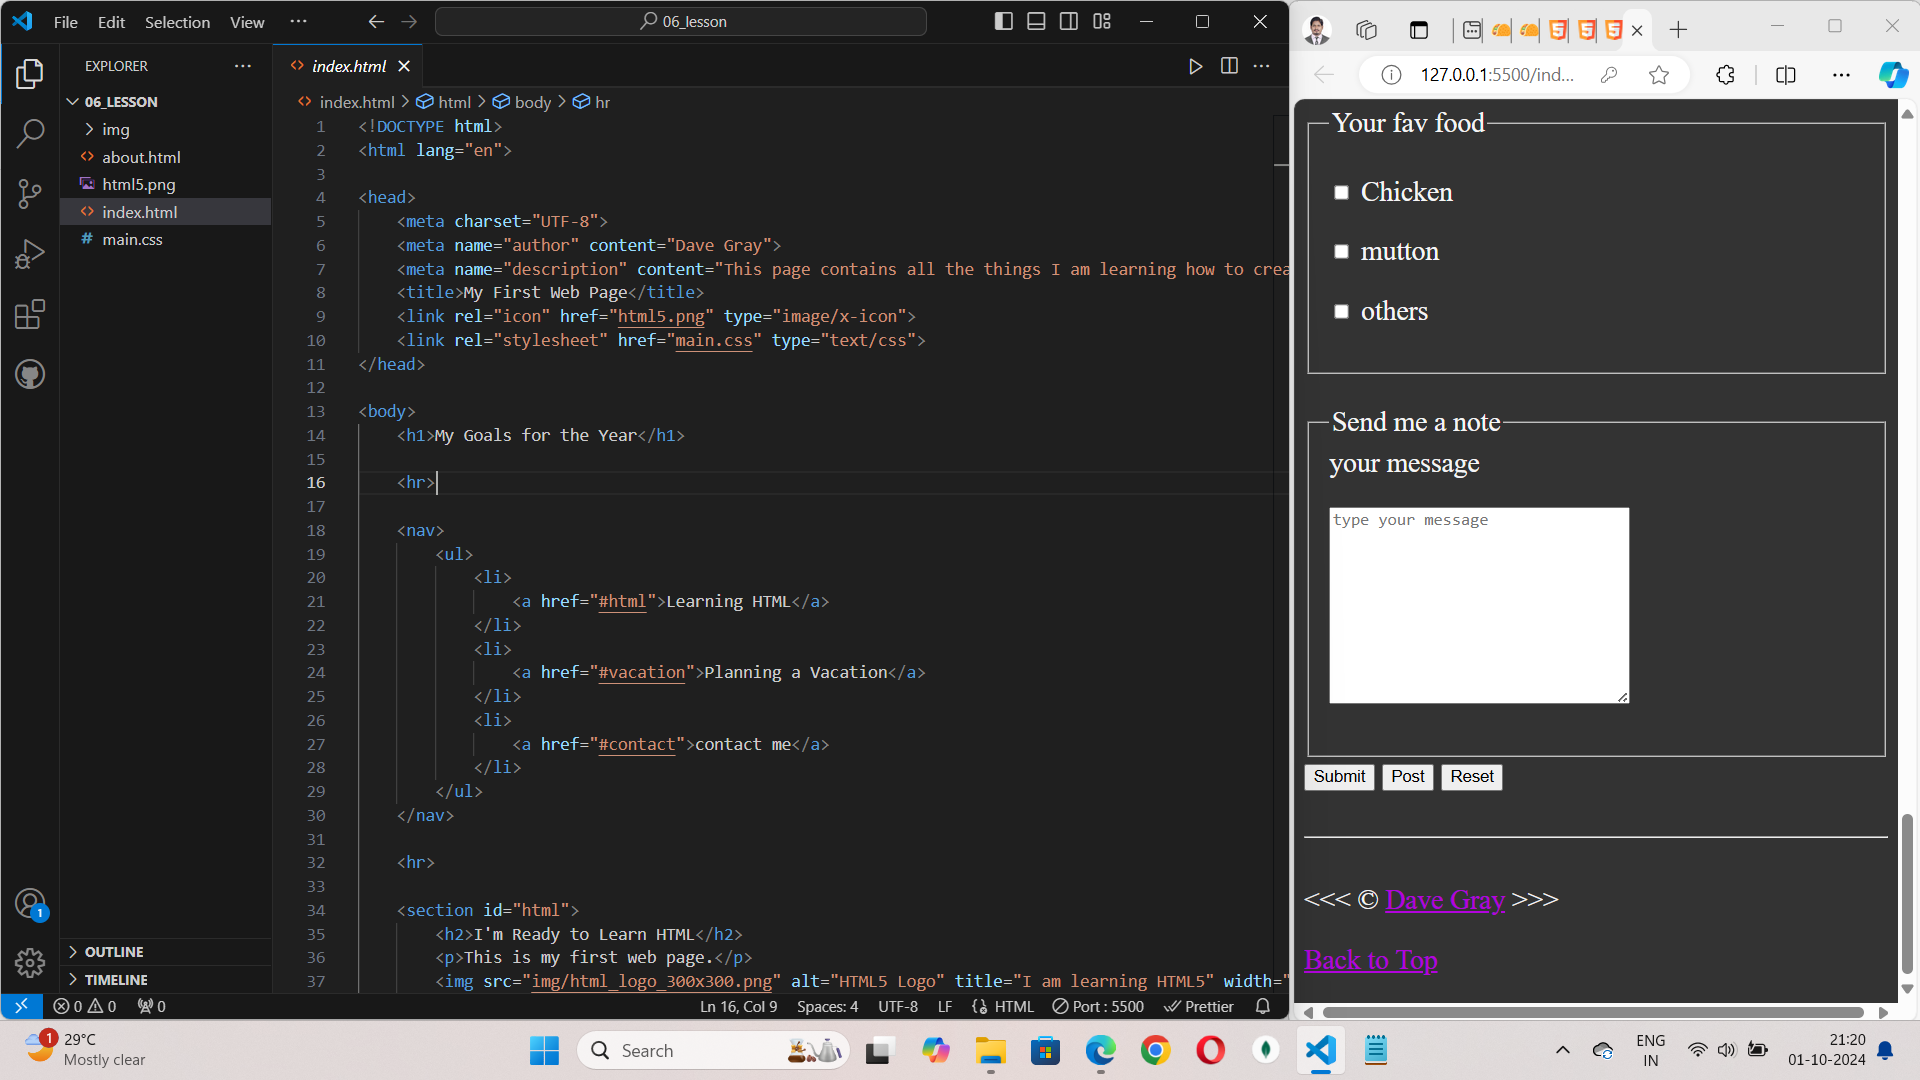 File Edit Selection View ··· 06_lesson
EXPLORER ···
06_LESSON
img
about.html
html5.png
index.html
main.css
OUTLINE
TIMELINE
1
index.html
index.html > html > body > hr
1 <!DOCTYPE html>
2 <html lang="en">
3
4 <head>
5 <meta charset="UTF-8">
6 <meta name="author" content="Dave Gray">
7 <meta name="description" content="This page contains all the things I am learning how to crea
8 <title>My First Web Page</title>
9 <link rel="icon" href="html5.png" type="image/x-icon">
10 <link rel="stylesheet" href="main.css" type="text/css">
11 </head>
12
13 <body>
14 <h1>My Goals for the Year</h1>
15
16 <hr>
17
18 <nav>
19 <ul>
20 <li>
21 <a href="#html">Learning HTML</a>
22 </li>
23 <li>
24 <a href="#vacation">Planning a Vacation</a>
25 </li>
26 <li>
27 <a href="#contact">contact me</a>
28 </li>
29 </ul>
30 </nav>
31
32 <hr>
33
34 <section id="html">
35 <h2>I'm Ready to Learn HTML</h2>
36 <p>This is my first web page.</p>
37 <img src="img/html_logo_300x300.png" alt="HTML5 Logo" title="I am learning HTML5" width="
0 0 0 Ln 16, Col 9 Spaces: 4 UTF-8 LF HTML Port : 5500 Prettier
127.0.0.1:5500/ind...
Your fav food
Chicken
mutton
others
Send me a note
your message
type your message
Submit Post Reset
<<< © Dave Gray >>>
Back to Top
1 29°C
Mostly clear
Search
ENG
IN
21:20
01-10-2024